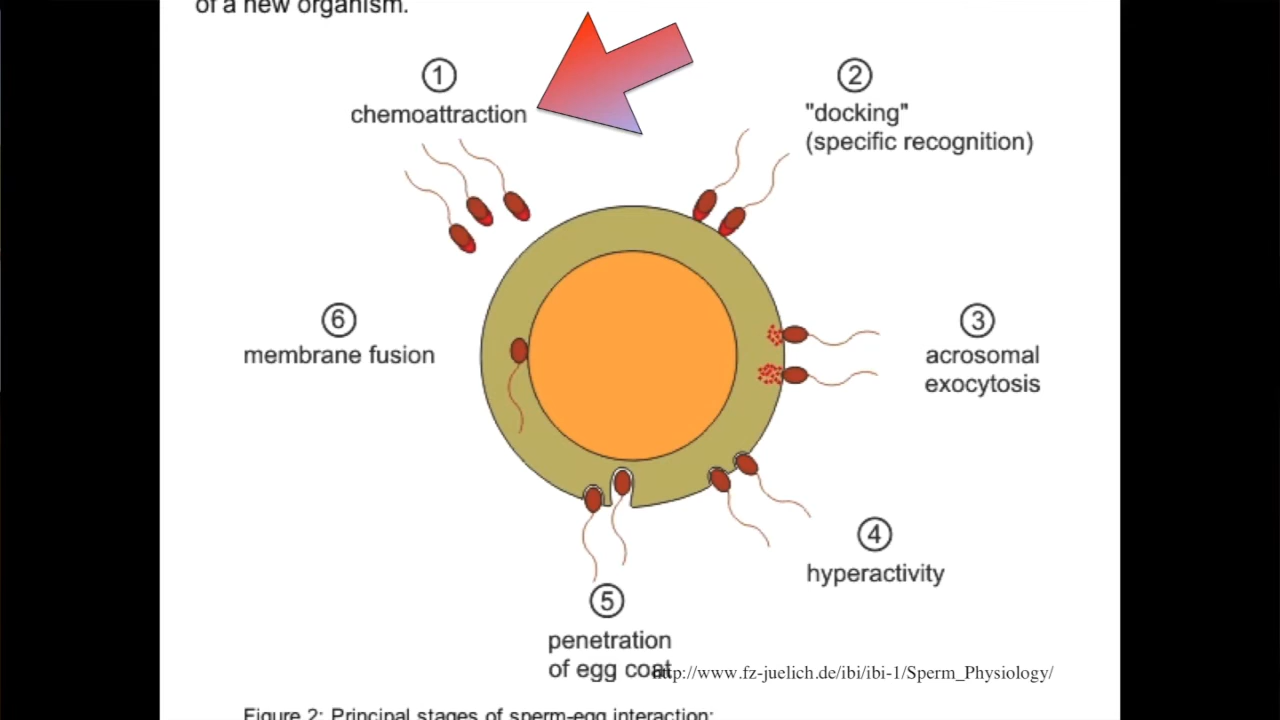 of a new organism.
1
chemoattraction
2
"docking"
(specific recognition)
3
acrosomal
exocytosis
4
hyperactivity
5
penetration
of egg coat
http://www.fz-juelich.de/ibi/ibi-1/Sperm_Physiology/
6
membrane fusion
Figure 2: Principal stages of sperm-egg interaction: